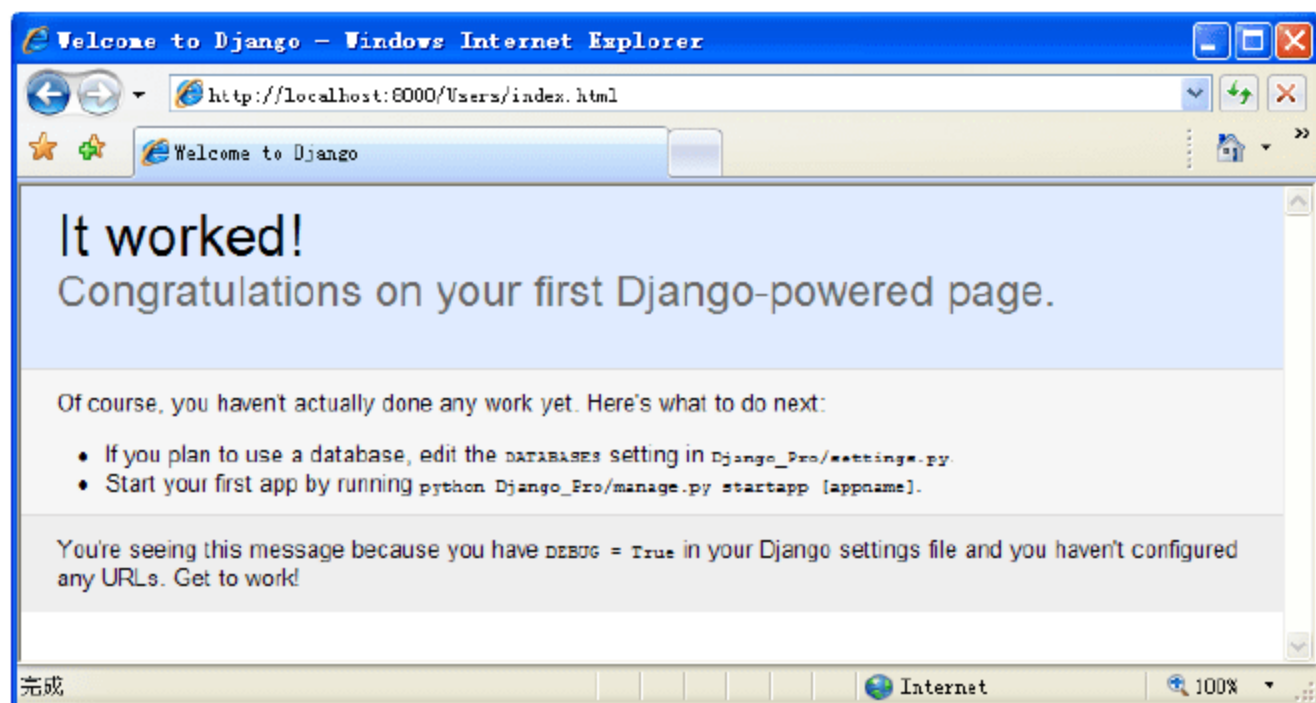 Welcome to Django - Windows Internet Explorer
http://localhost:8000/Users/index.html
Welcome to Django
It worked!
Congratulations on your first Django-powered page.
Of course, you haven't actually done any work yet. Here's what to do next:
• If you plan to use a database, edit the DATABASES setting in Django_Pro/settings.py.
• Start your first app by running python Django_Pro/manage.py startapp [appname].
You're seeing this message because you have DEBUG = True in your Django settings file and you haven't configured
any URLs. Get to work!
完成 Internet 100%